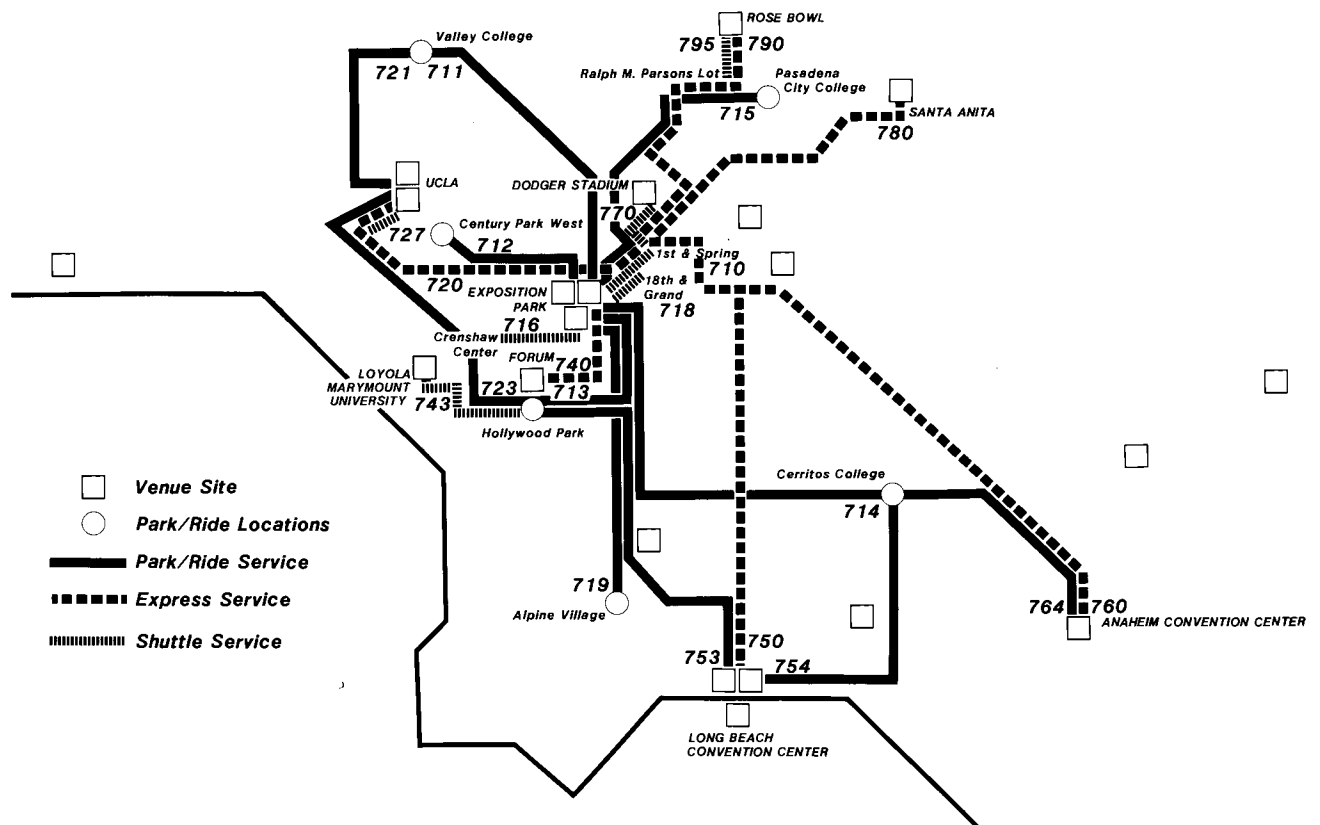 ROSE BOWL
795 790
Valley College
721 711
Ralph M. Parsons Lot
Pasadena
City College
715
SANTA ANITA
780
UCLA
DODGER STADIUM
770
727
Century Park West
712
1st & Spring
710
720
18th &
Grand
718
EXPOSITION
PARK
716
Crenshaw
Center
FORUM
740
713
LOYOLA
MARYMOUNT
UNIVERSITY
743
723
Hollywood Park
Cerritos College
714
719
Alpine Village
764 760
ANAHEIM CONVENTION CENTER
750
753
754
LONG BEACH
CONVENTION CENTER
Venue Site
Park/Ride Locations
Park/Ride Service
Express Service
Shuttle Service